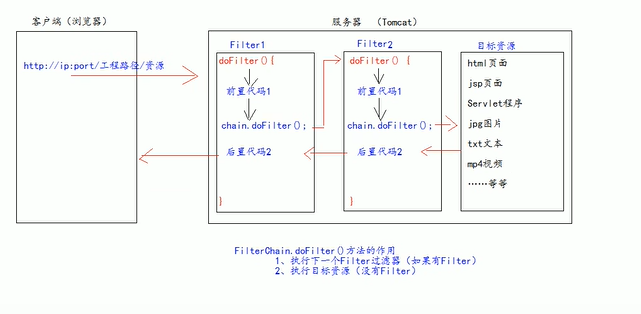 客户端（浏览器）
http://ip:port/工程路径/资源
服务器 （Tomcat）
Filter1
doFilter(){
前置代码1
chain.doFilter();
后置代码2
}
Filter2
doFilter() {
前置代码1
chain.doFilter();
后置代码2
}
目标资源
html页面
jsp页面
Servlet程序
jpg图片
txt文本
mp4视频
……等等
FilterChain.doFilter()方法的作用
1、执行下一个Filter过滤器（如果有Filter）
2、执行目标资源（没有Filter）